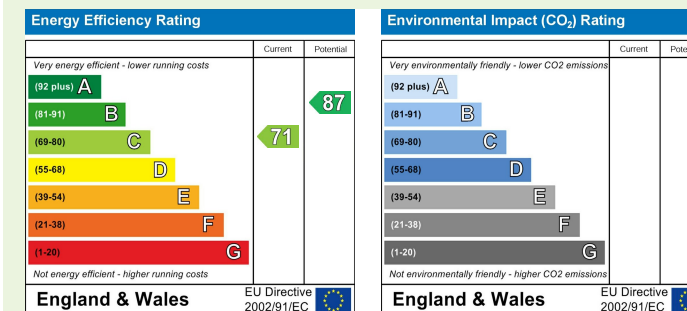 Energy Efficiency Rating
Current Potential
Very energy efficient - lower running costs
(92 plus) A
(81-91) B
87
(69-80) C
71
(55-68) D
(39-54) E
(21-38) F
(1-20) G
Not energy efficient - higher running costs
England & Wales
EU Directive
2002/91/EC
Environmental Impact (CO₂) Rating
Current Pote
Very environmentally friendly - lower CO2 emissions
(92 plus) A
(81-91) B
(69-80) C
(55-68) D
(39-54) E
(21-38) F
(1-20) G
Not environmentally friendly - higher CO2 emissions
England & Wales
EU Directive
2002/91/EC